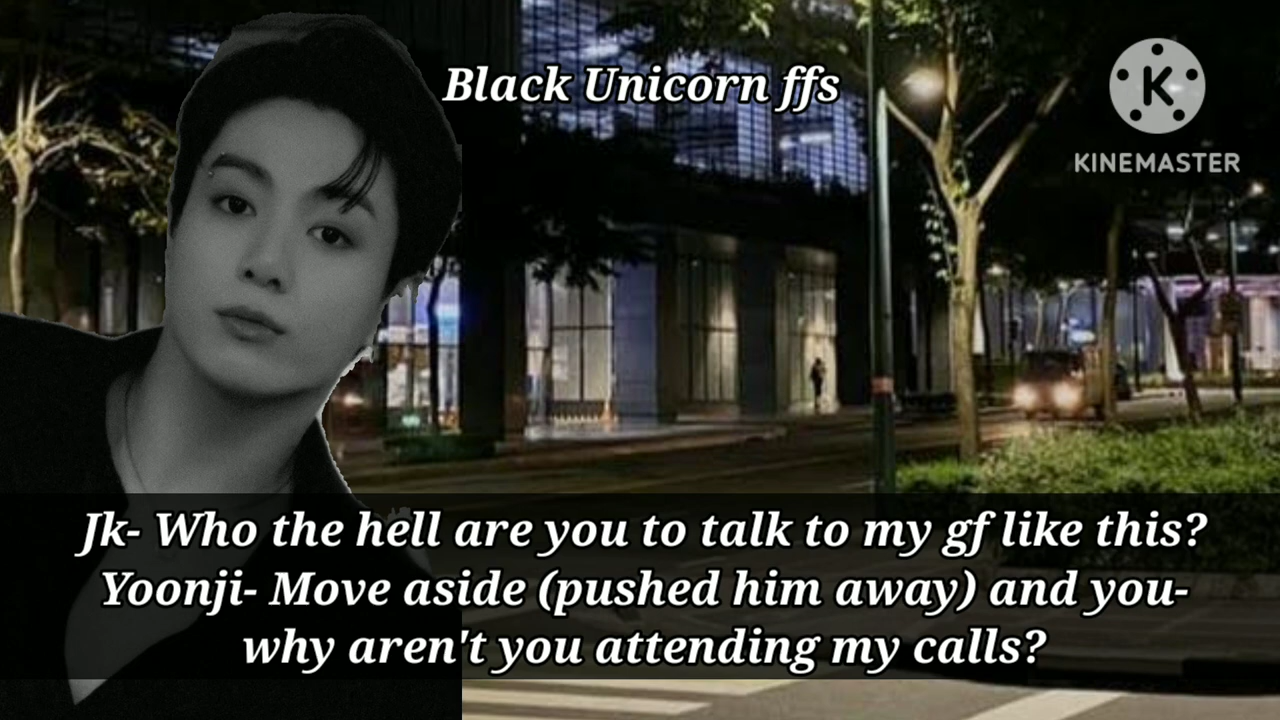 Black Unicorn ffs
K
KINEMASTER
Jk- Who the hell are you to talk to my gf like this?
Yoonji- Move aside (pushed him away) and you-
why aren't you attending my calls?